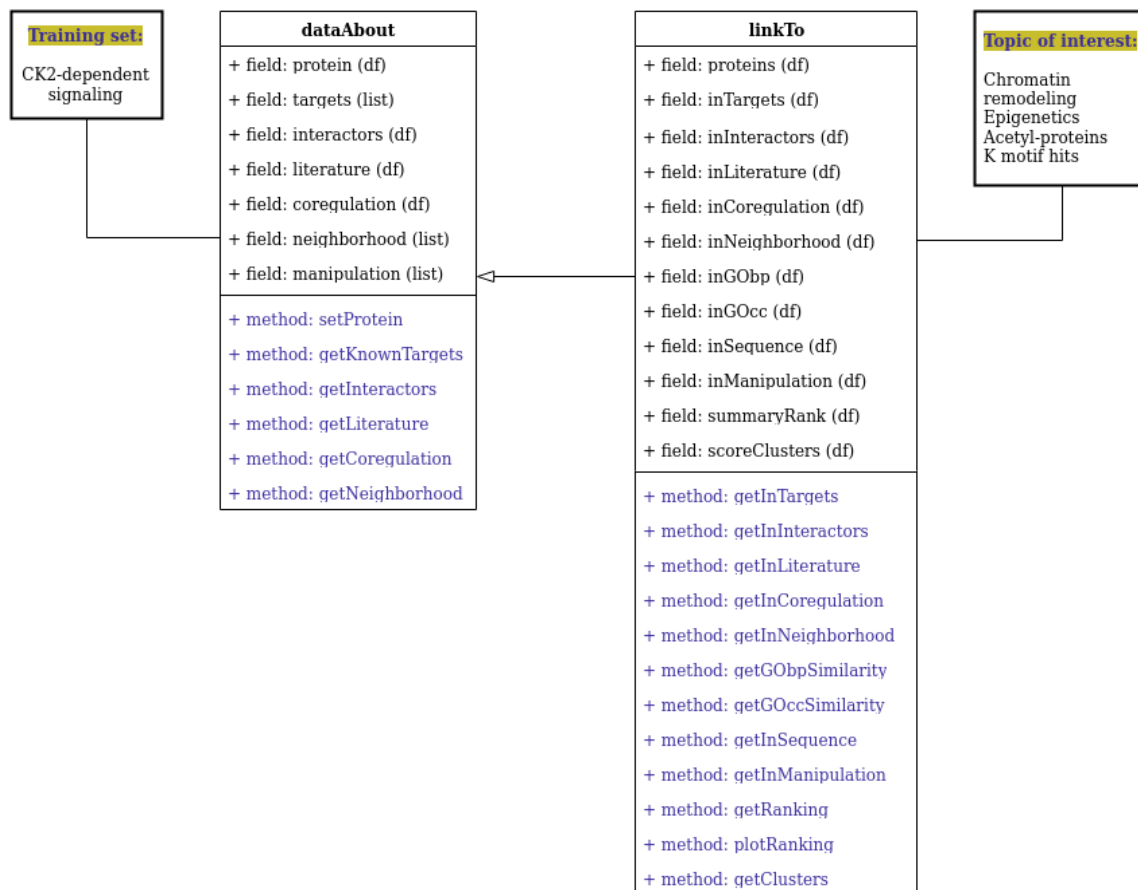 Training set:
CK2-dependent
signaling
dataAbout
+ field: protein (df)
+ field: targets (list)
+ field: interactors (df)
+ field: literature (df)
+ field: coregulation (df)
+ field: neighborhood (list)
+ field: manipulation (list)
+ method: setProtein
+ method: getKnownTargets
+ method: getInteractors
+ method: getLiterature
+ method: getCoregulation
+ method: getNeighborhood
linkTo
+ field: proteins (df)
+ field: inTargets (df)
+ field: inInteractors (df)
+ field: inLiterature (df)
+ field: inCoregulation (df)
+ field: inNeighborhood (df)
+ field: inGObp (df)
+ field: inGOcc (df)
+ field: inSequence (df)
+ field: inManipulation (df)
+ field: summaryRank (df)
+ field: scoreClusters (df)
+ method: getInTargets
+ method: getInInteractors
+ method: getInLiterature
+ method: getInCoregulation
+ method: getInNeighborhood
+ method: getGObpSimilarity
+ method: getGOccSimilarity
+ method: getInSequence
+ method: getInManipulation
+ method: getRanking
+ method: plotRanking
+ method: getClusters
Topic of interest:
Chromatin
remodeling
Epigenetics
Acetyl-proteins
K motif hits